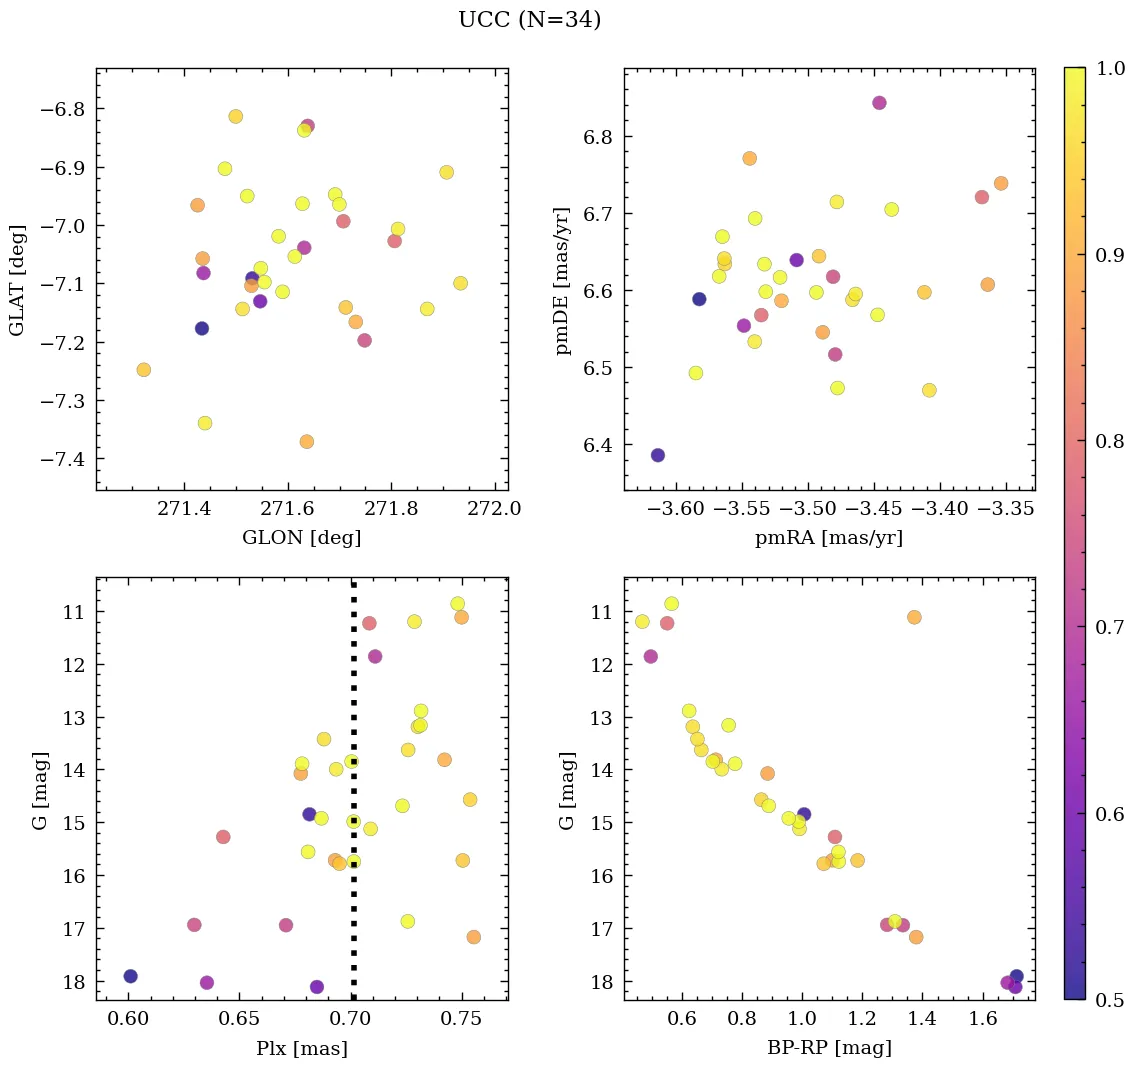 UCC (N=34)
−6.8
−6.9
−7.0
−7.1
−7.2
−7.3
−7.4
GLAT [deg]
271.4 271.6 271.8 272.0
GLON [deg]
6.8
6.7
6.6
6.5
6.4
pmDE [mas/yr]
−3.60 −3.55 −3.50 −3.45 −3.40 −3.35
pmRA [mas/yr]
11
12
13
14
15
16
17
18
G [mag]
0.60 0.65 0.70 0.75
Plx [mas]
11
12
13
14
15
16
17
18
G [mag]
0.6 0.8 1.0 1.2 1.4 1.6
BP-RP [mag]
1.0
0.9
0.8
0.7
0.6
0.5